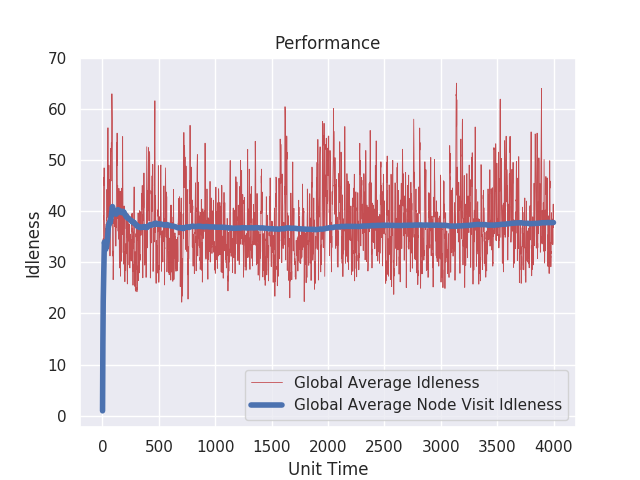 Performance
70
60
50
40
30
20
10
0
Idleness
0 500 1000 1500 2000 2500 3000 3500 4000
Unit Time
Global Average Idleness
Global Average Node Visit Idleness